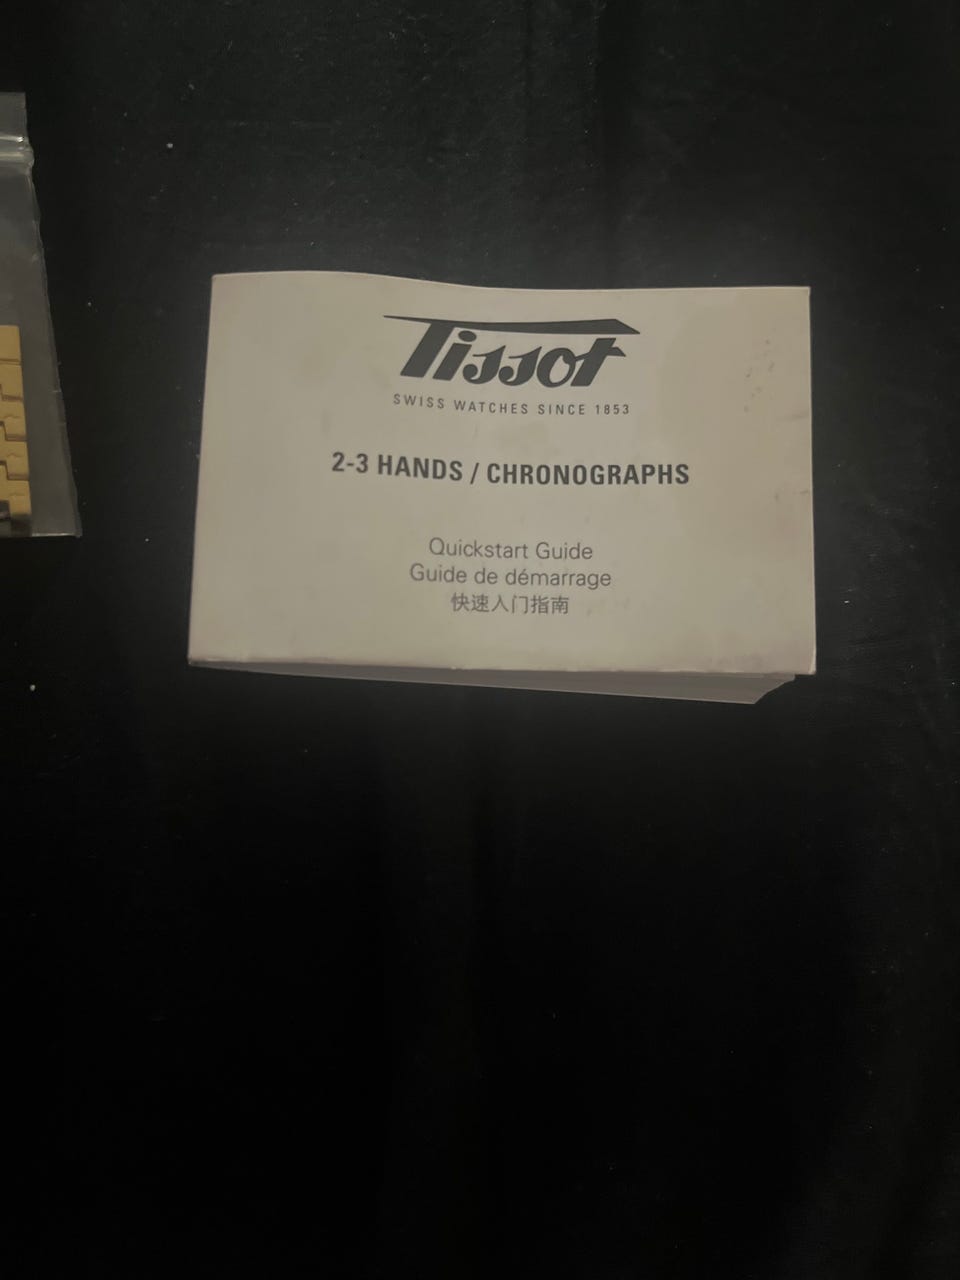 Tissot
SWISS WATCHES SINCE 1853
2-3 HANDS / CHRONOGRAPHS
Quickstart Guide
Guide de démarrage
快速入门指南